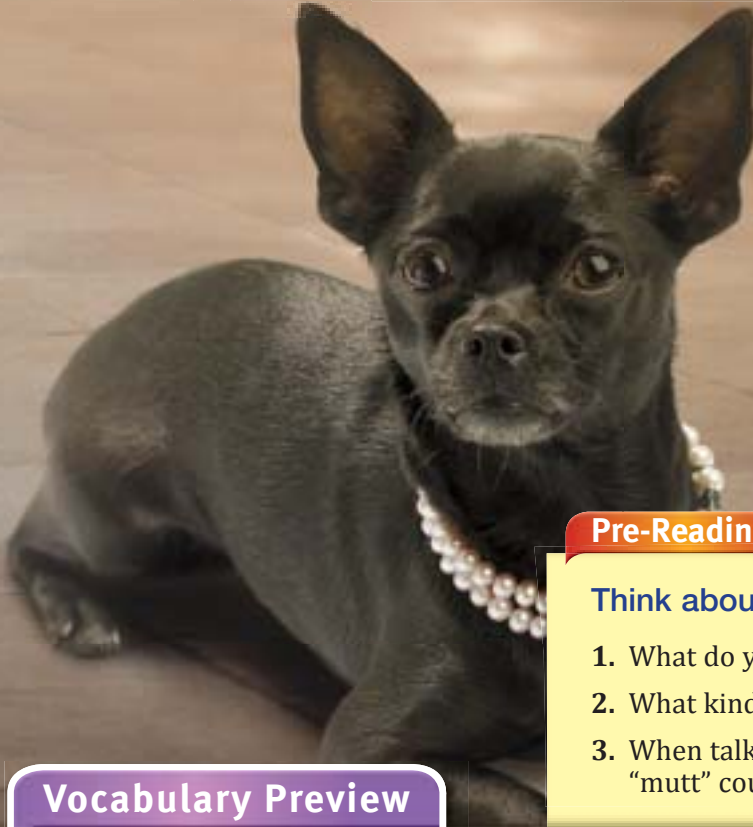 Pre-Readin
Think abou
1. What do y
2. What kind
3. When talk
"mutt" cou
Vocabulary Preview